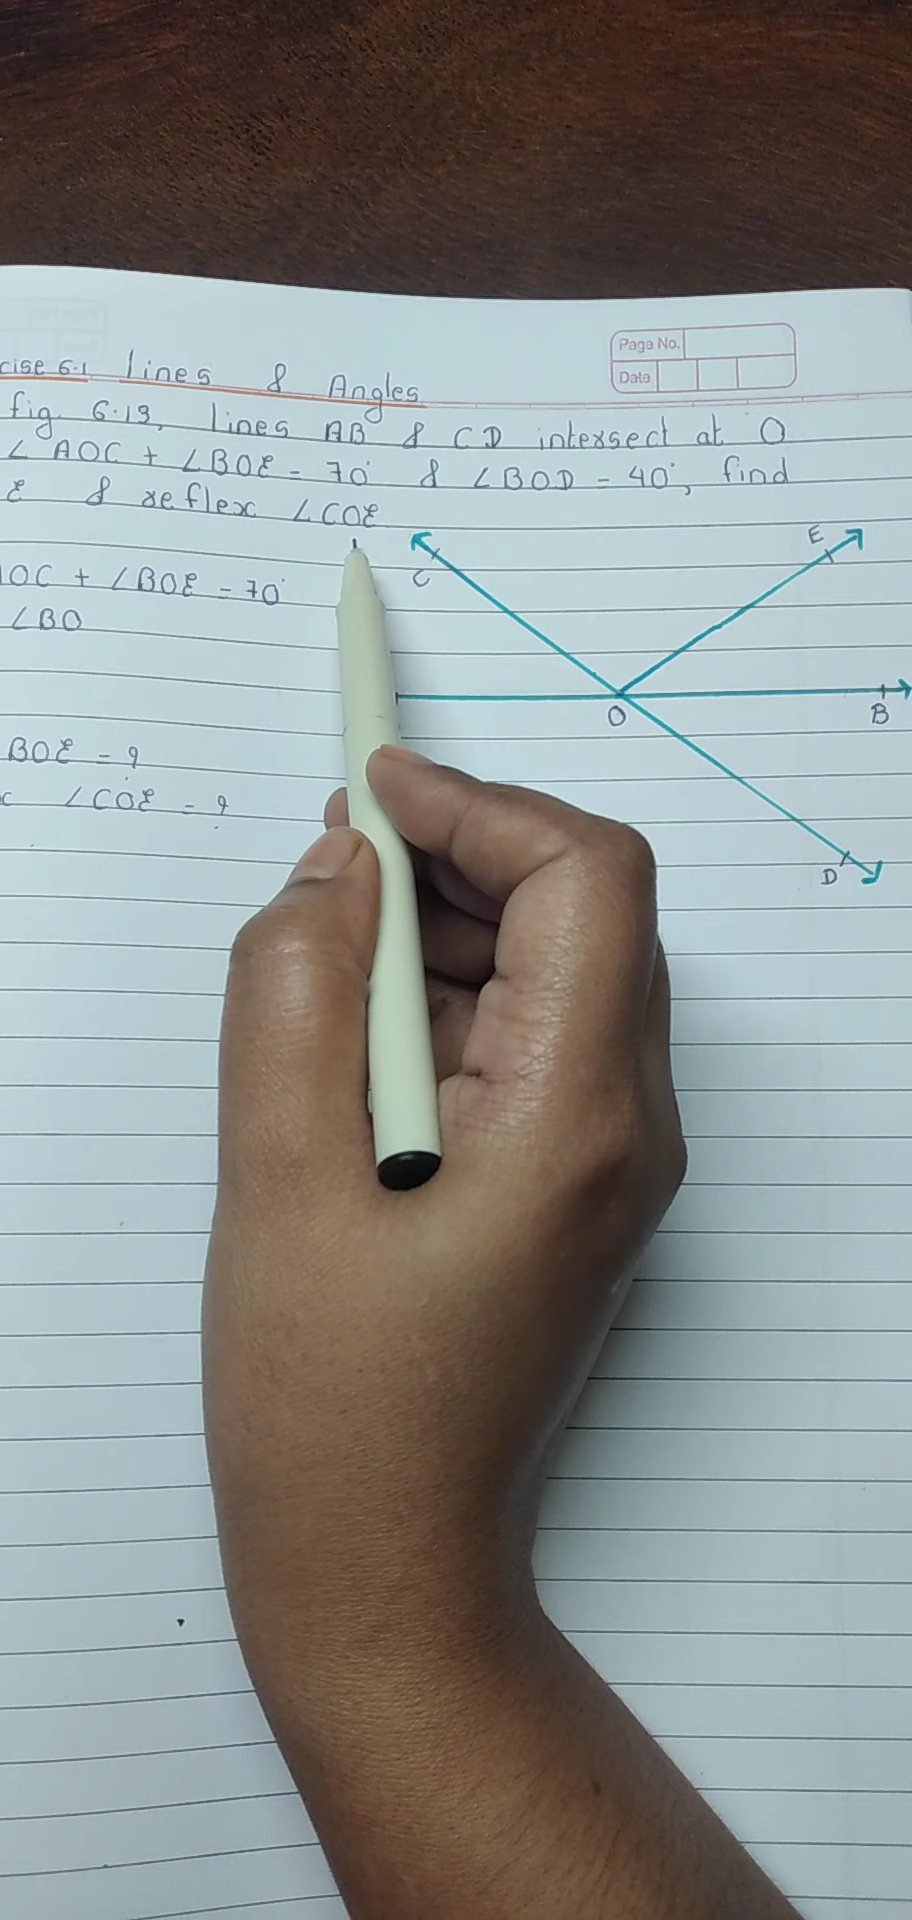 Page No.
Date
cise 6.1 Lines & Angles
fig. 6.13, lines AB & CD intersect at O
∠AOC + ∠BOE = 70° & ∠BOD = 40°, find
E & reflex ∠COE
OC + ∠BOE = 70°
∠BO
BOE = ?
∠COE = ?
C
E
O
B
D